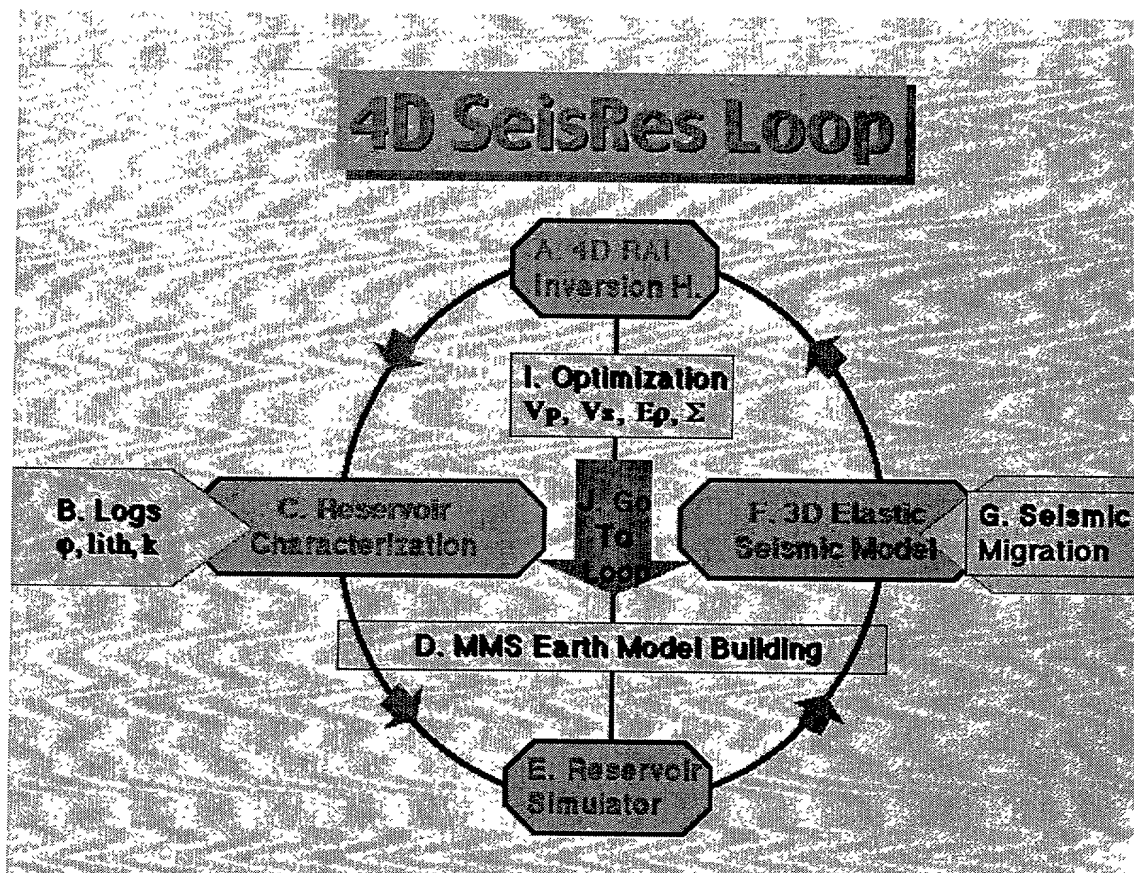 4D SeisRes Loop
A. 4D RAI
Inversion H.
I. Optimization
Vp, Vs, Eρ, Σ
B. Logs
φ, lith, k
C. Reservoir
Characterization
J. Go
To
Loop
F. 3D Elastic
Seismic Model
G. Seismic
Migration
D. MMS Earth Model Building
E. Reservoir
Simulator